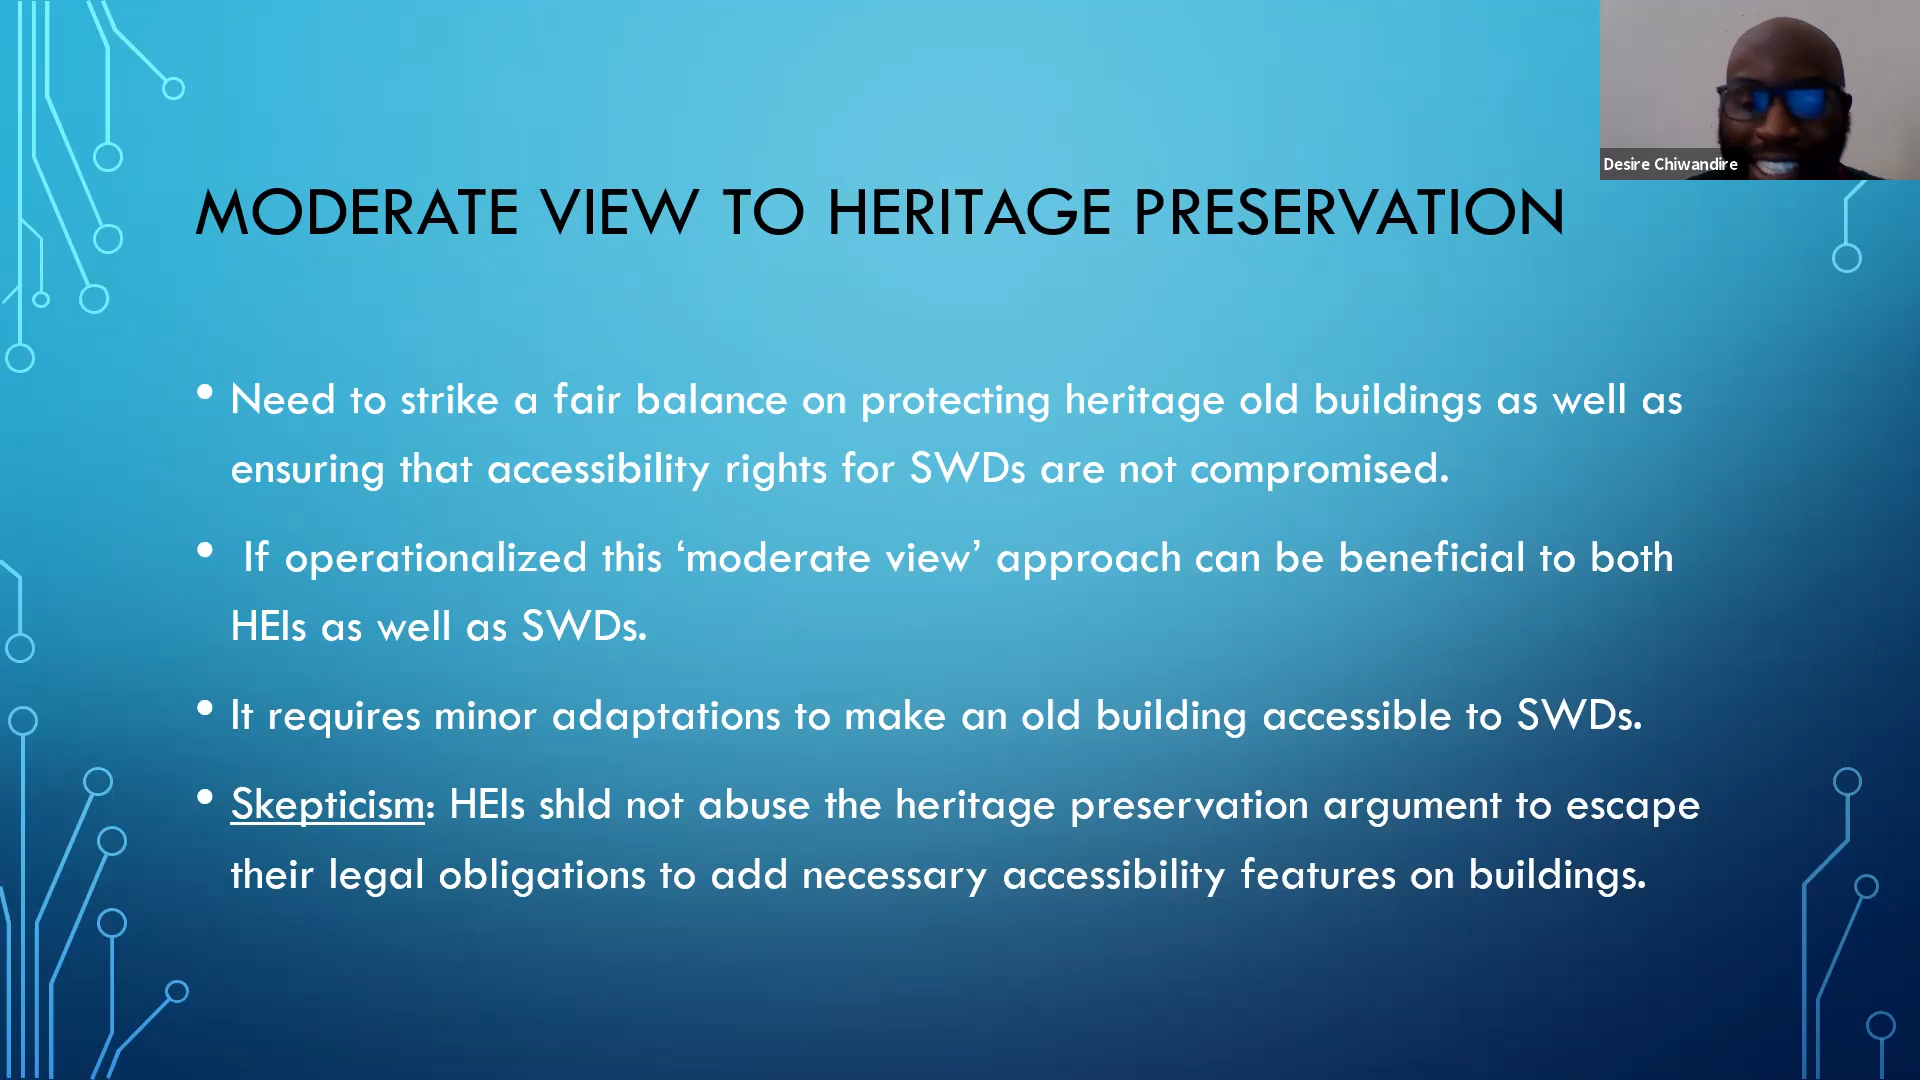 Desire Chiwandire
MODERATE VIEW TO HERITAGE PRESERVATION
• Need to strike a fair balance on protecting heritage old buildings as well as
ensuring that accessibility rights for SWDs are not compromised.
• If operationalized this ‘moderate view’ approach can be beneficial to both
HEIs as well as SWDs.
• It requires minor adaptations to make an old building accessible to SWDs.
• Skepticism: HEIs shld not abuse the heritage preservation argument to escape
their legal obligations to add necessary accessibility features on buildings.